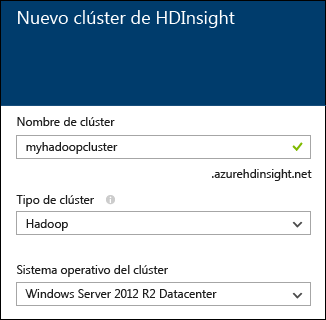 Nuevo clúster de HDInsight
Nombre de clúster
myhadoopcluster
.azurehdinsight.net
Tipo de clúster
Hadoop
Sistema operativo del clúster
Windows Server 2012 R2 Datacenter